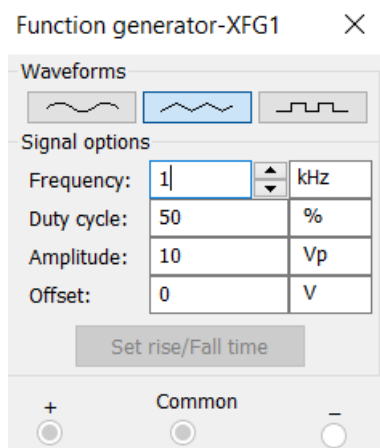 Function generator-XFG1
Waveforms
Signal options
Frequency: 1 kHz
Duty cycle: 50 %
Amplitude: 10 Vp
Offset: 0 V
Set rise/Fall time
+ Common −